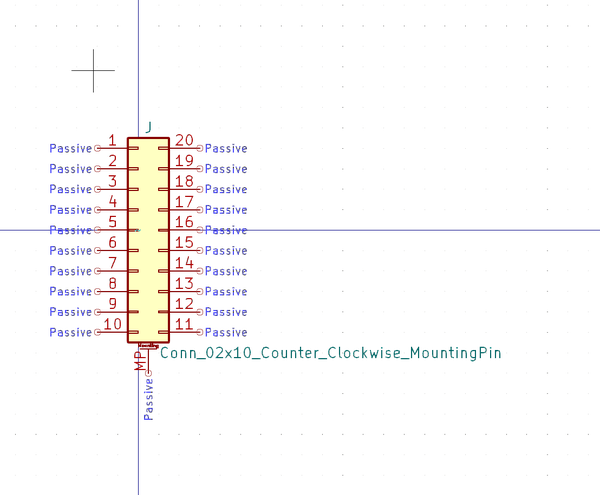 J
Passive 1 20 Passive
Passive 2 19 Passive
Passive 3 18 Passive
Passive 4 17 Passive
Passive 5 16 Passive
Passive 6 15 Passive
Passive 7 14 Passive
Passive 8 13 Passive
Passive 9 12 Passive
Passive 10 11 Passive
MP Conn_02x10_Counter_Clockwise_MountingPin
Passive